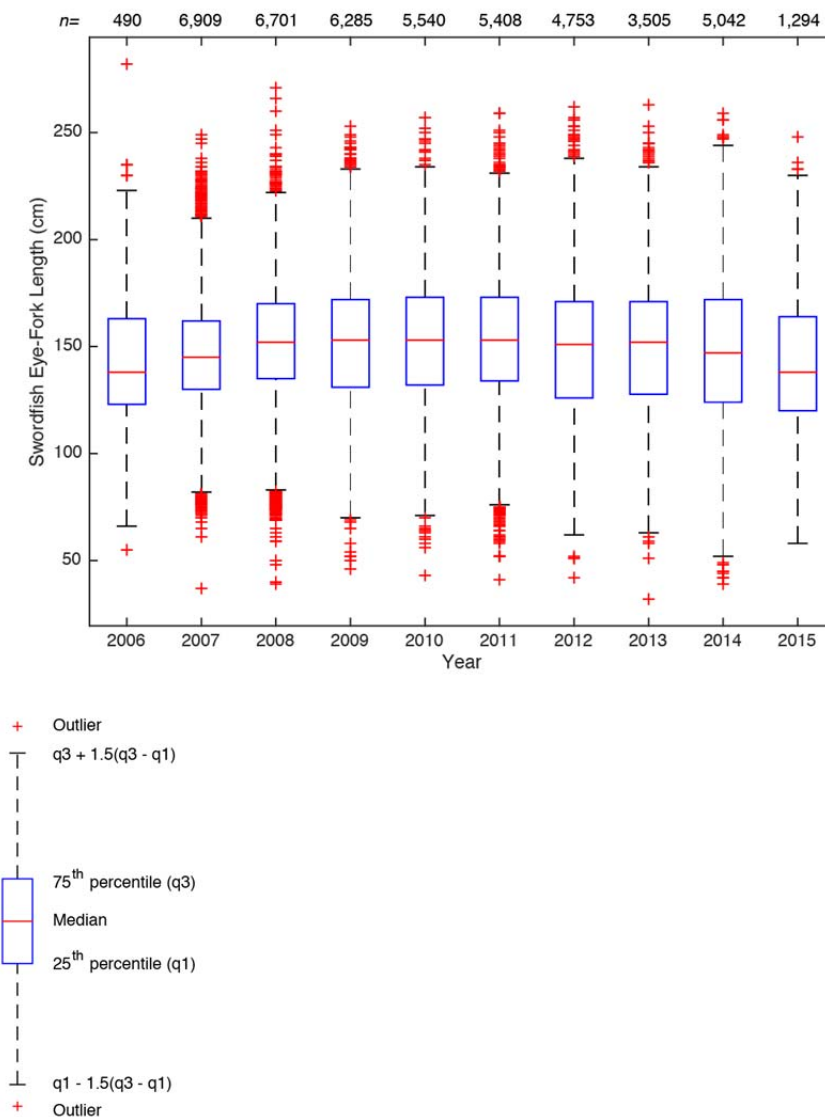 n= 490 6,909 6,701 6,285 5,540 5,408 4,753 3,505 5,042 1,294
250
200
150
100
50
Swordfish Eye-Fork Length (cm)
2006 2007 2008 2009 2010 2011 2012 2013 2014 2015
Year
Outlier
q3 + 1.5(q3 - q1)
75th percentile (q3)
Median
25th percentile (q1)
q1 - 1.5(q3 - q1)
Outlier